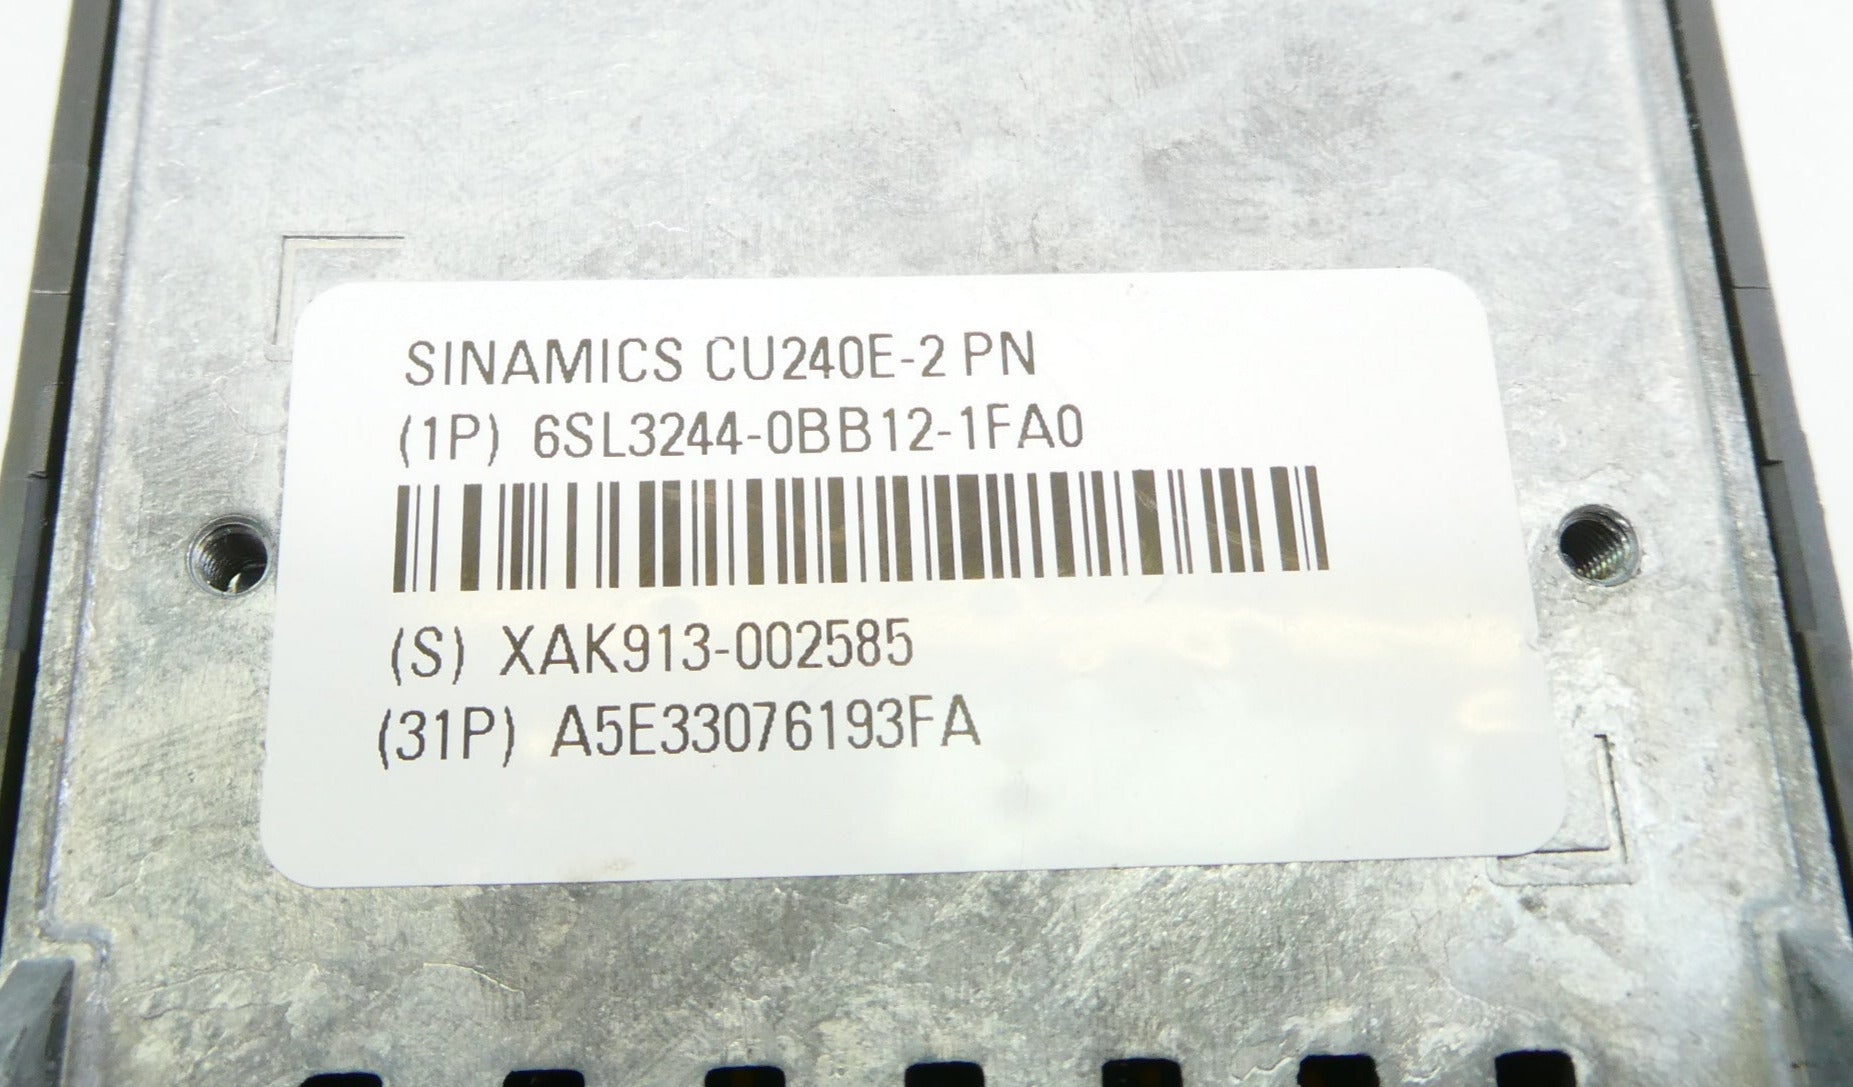 SINAMICS CU240E-2 PN
(1P) 6SL3244-0BB12-1FA0
(S) XAK913-002585
(31P) A5E33076193FA